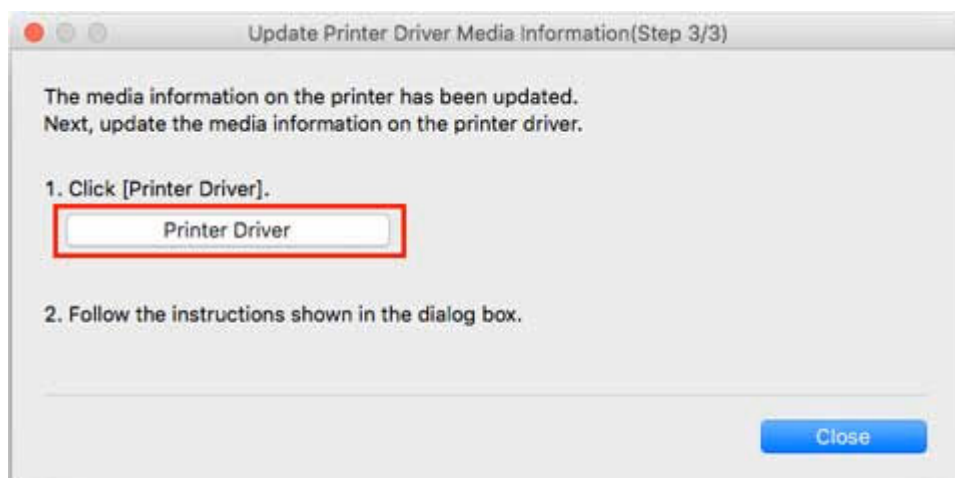 Update Printer Driver Media Information(Step 3/3)
The media information on the printer has been updated.
Next, update the media information on the printer driver.
1. Click [Printer Driver].
Printer Driver
2. Follow the instructions shown in the dialog box.
Close